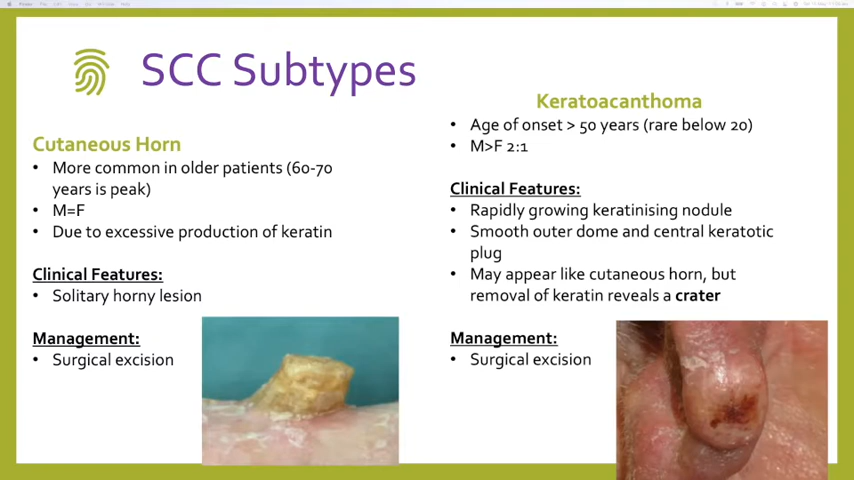 SCC Subtypes
Cutaneous Horn
• More common in older patients (60-70
years is peak)
• M=F
• Due to excessive production of keratin
Clinical Features:
• Solitary horny lesion
Management:
• Surgical excision
Keratoacanthoma
• Age of onset > 50 years (rare below 20)
• M>F 2:1
Clinical Features:
• Rapidly growing keratinising nodule
• Smooth outer dome and central keratotic
plug
• May appear like cutaneous horn, but
removal of keratin reveals a crater
Management:
• Surgical excision